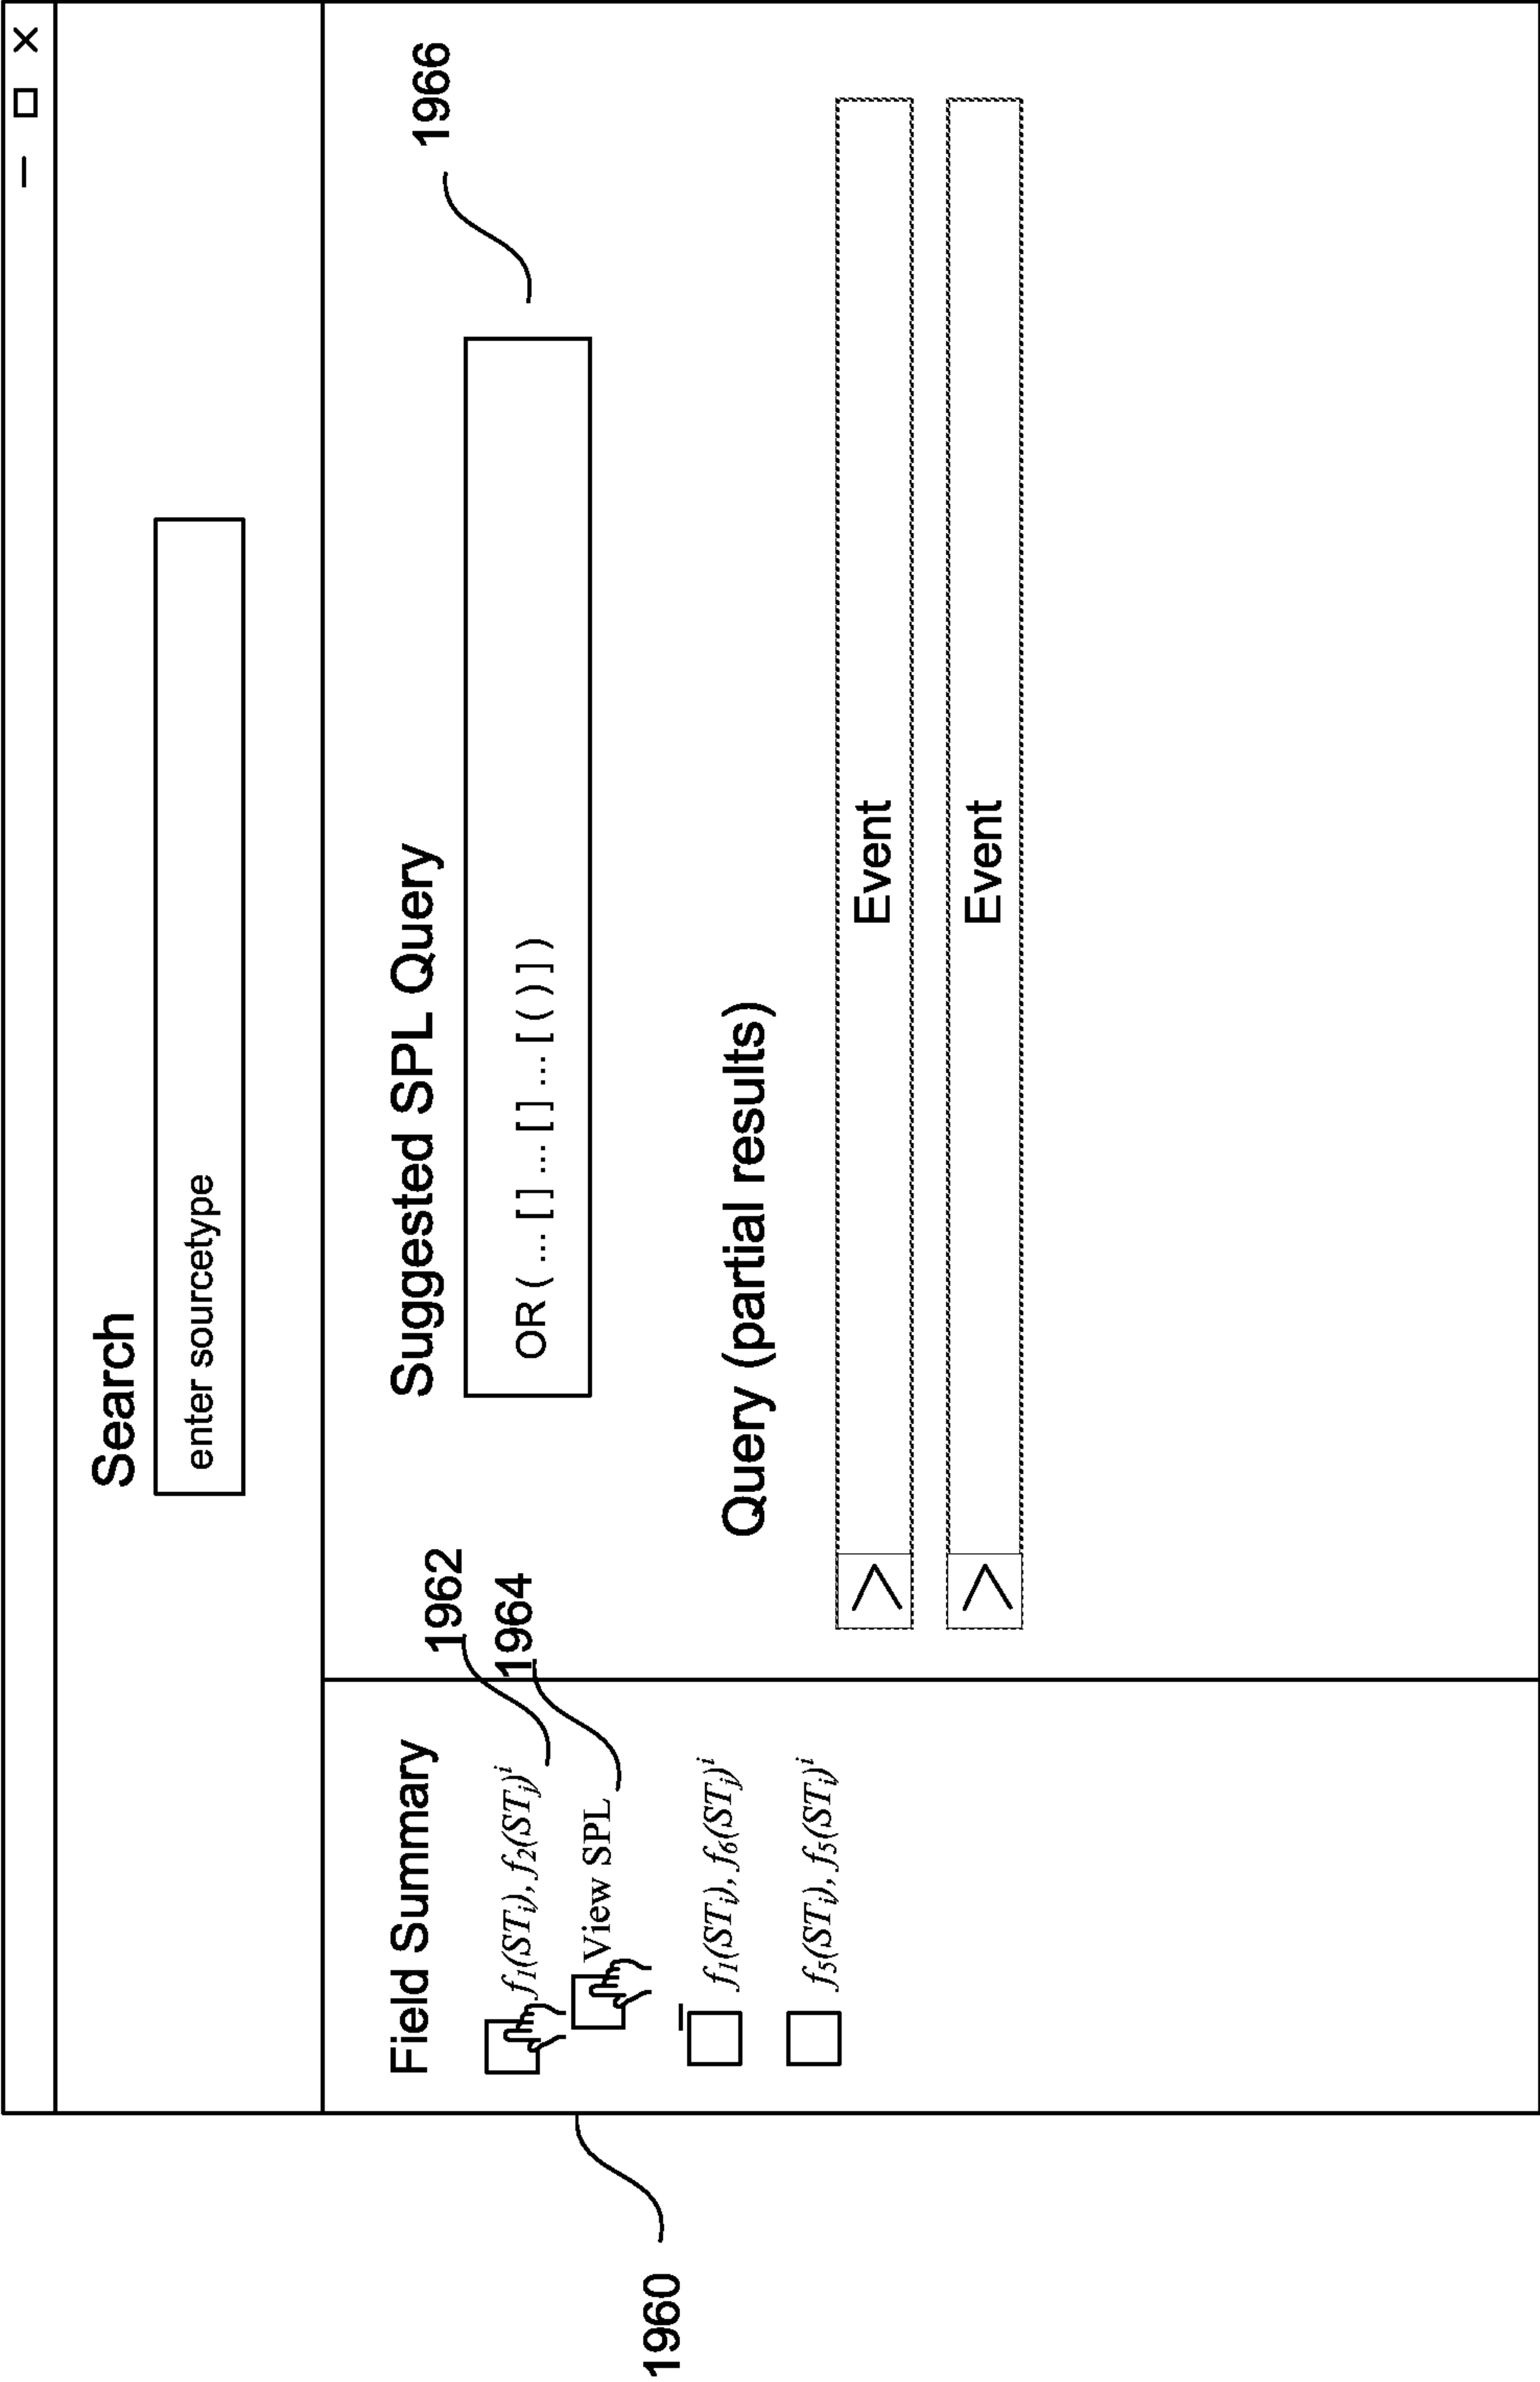 Search
enter sourcetype
Field Summary
f₁(STᵢ), f₂(STⱼ)ⁱ
View SPL
f₁(STᵢ), f₆(STⱼ)ⁱ
f₅(STᵢ), f₅(STᵢ)ⁱ
1962
1964
Suggested SPL Query
OR ( ... [ ] ... [ ] ... [ ( ) ] )
1966
Query (partial results)
> Event
> Event
1960